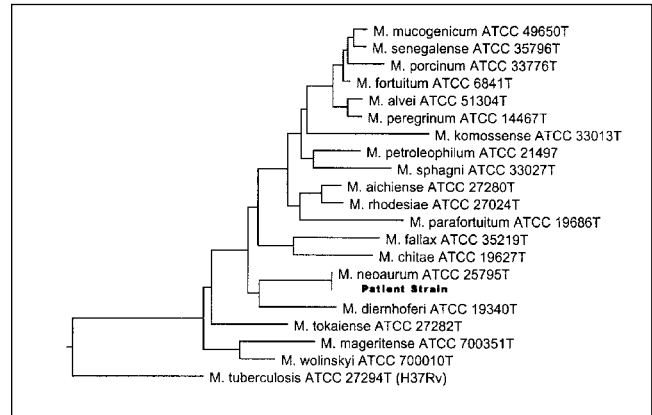 M. mucogenicum ATCC 49650T
M. senegalense ATCC 35796T
M. porcinum ATCC 33776T
M. fortuitum ATCC 6841T
M. alvei ATCC 51304T
M. peregrinum ATCC 14467T
M. komossense ATCC 33013T
M. petroleophilum ATCC 21497
M. sphagni ATCC 33027T
M. aichiense ATCC 27280T
M. rhodesiae ATCC 27024T
M. parafortuitum ATCC 19686T
M. fallax ATCC 35219T
M. chitae ATCC 19627T
M. neoaurum ATCC 25795T
Patient Strain
M. diernhoferi ATCC 19340T
M. tokaiense ATCC 27282T
M. mageritense ATCC 700351T
M. wolinskyi ATCC 700010T
M. tuberculosis ATCC 27294T (H37Rv)